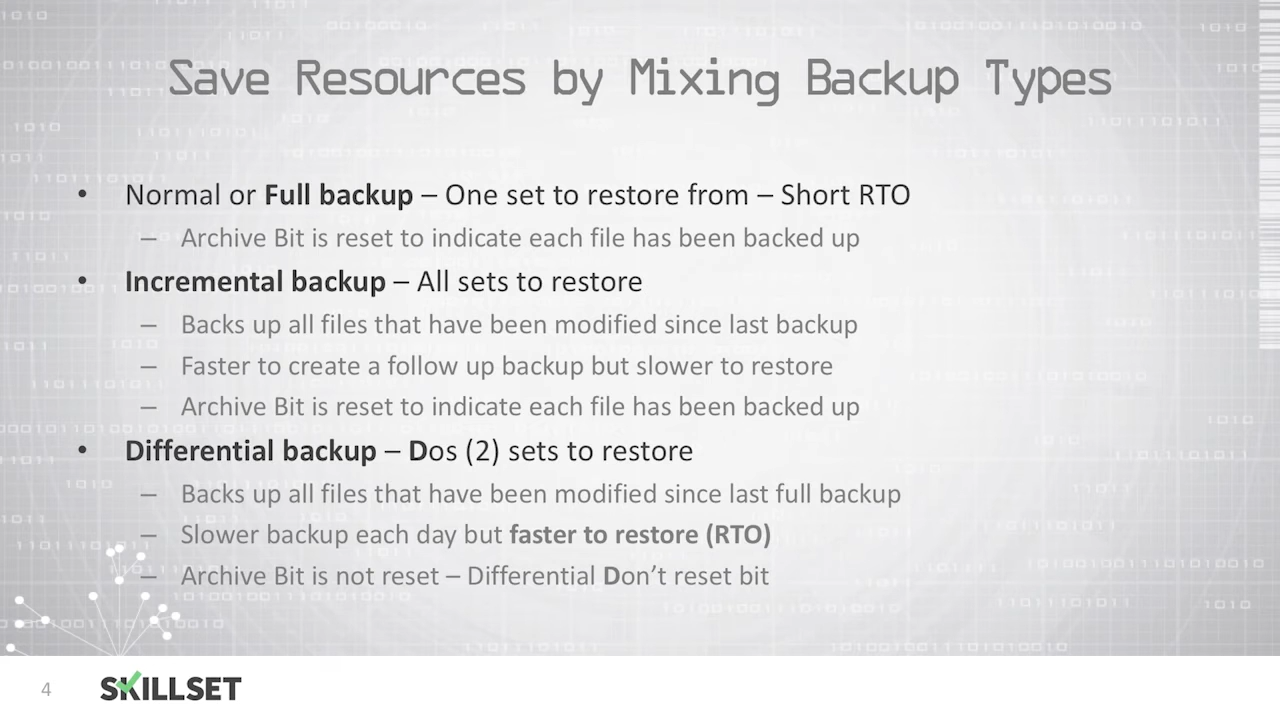 Save Resources by Mixing Backup Types
• Normal or Full backup – One set to restore from – Short RTO
– Archive Bit is reset to indicate each file has been backed up
• Incremental backup – All sets to restore
– Backs up all files that have been modified since last backup
– Faster to create a follow up backup but slower to restore
– Archive Bit is reset to indicate each file has been backed up
• Differential backup – Dos (2) sets to restore
– Backs up all files that have been modified since last full backup
– Slower backup each day but faster to restore (RTO)
– Archive Bit is not reset – Differential Don’t reset bit
4 SKILLSET